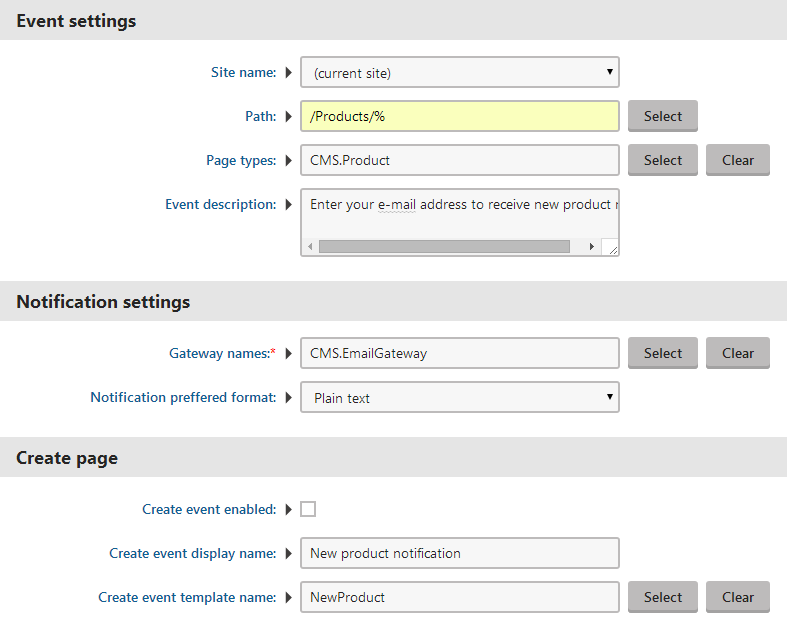 Event settings
Site name: (current site)
Path: /Products/% Select
Page types: CMS.Product Select Clear
Event description: Enter your e-mail address to receive new product
Notification settings
Gateway names:* CMS.EmailGateway Select Clear
Notification preffered format: Plain text
Create page
Create event enabled:
Create event display name: New product notification
Create event template name: NewProduct Select Clear